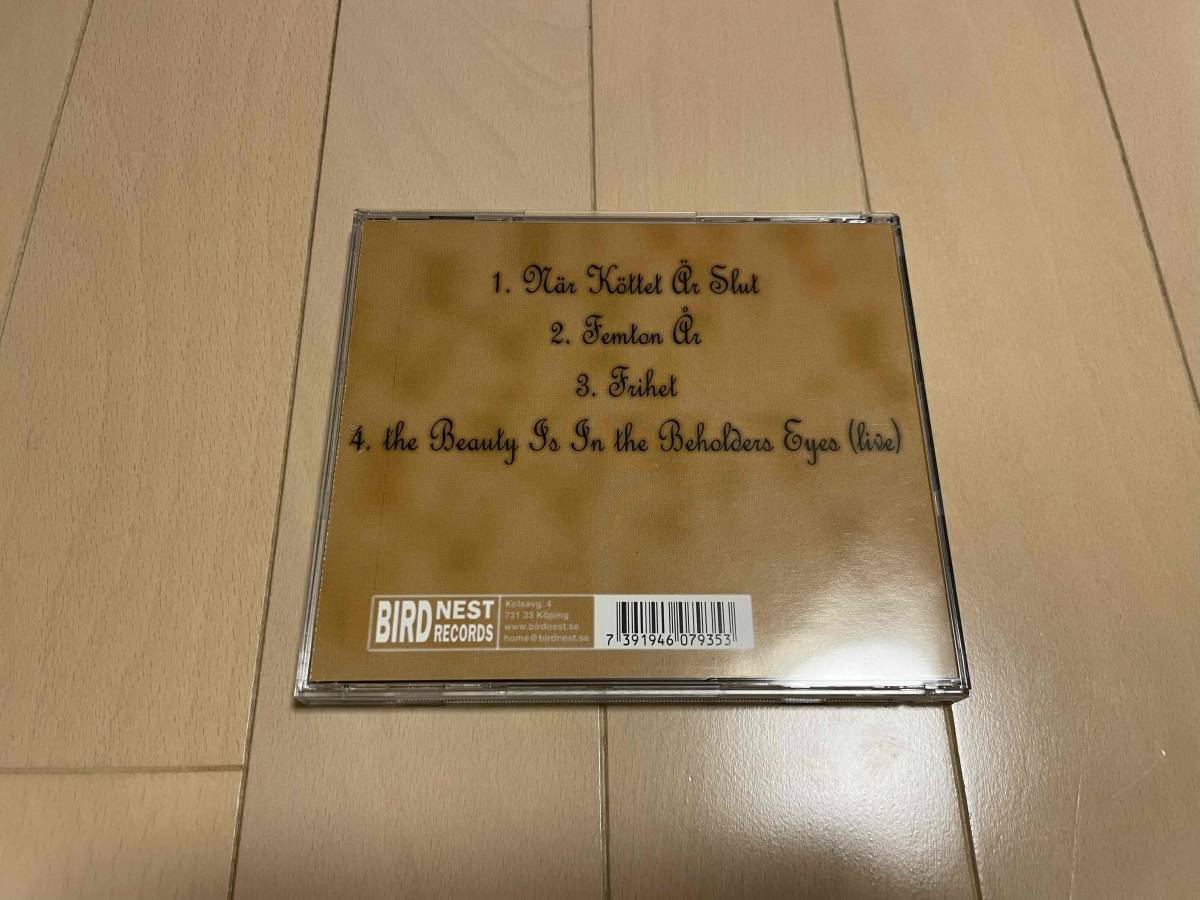 1. När Köttet Är Slut
2. Femton År
3. Frihet
4. the Beauty Is In the Beholders Eyes (live)
BIRD NEST RECORDS
Kolsavg. 4
731 33 Köping
www.birdnest.se
home@birdnest.se
7 391946 079353